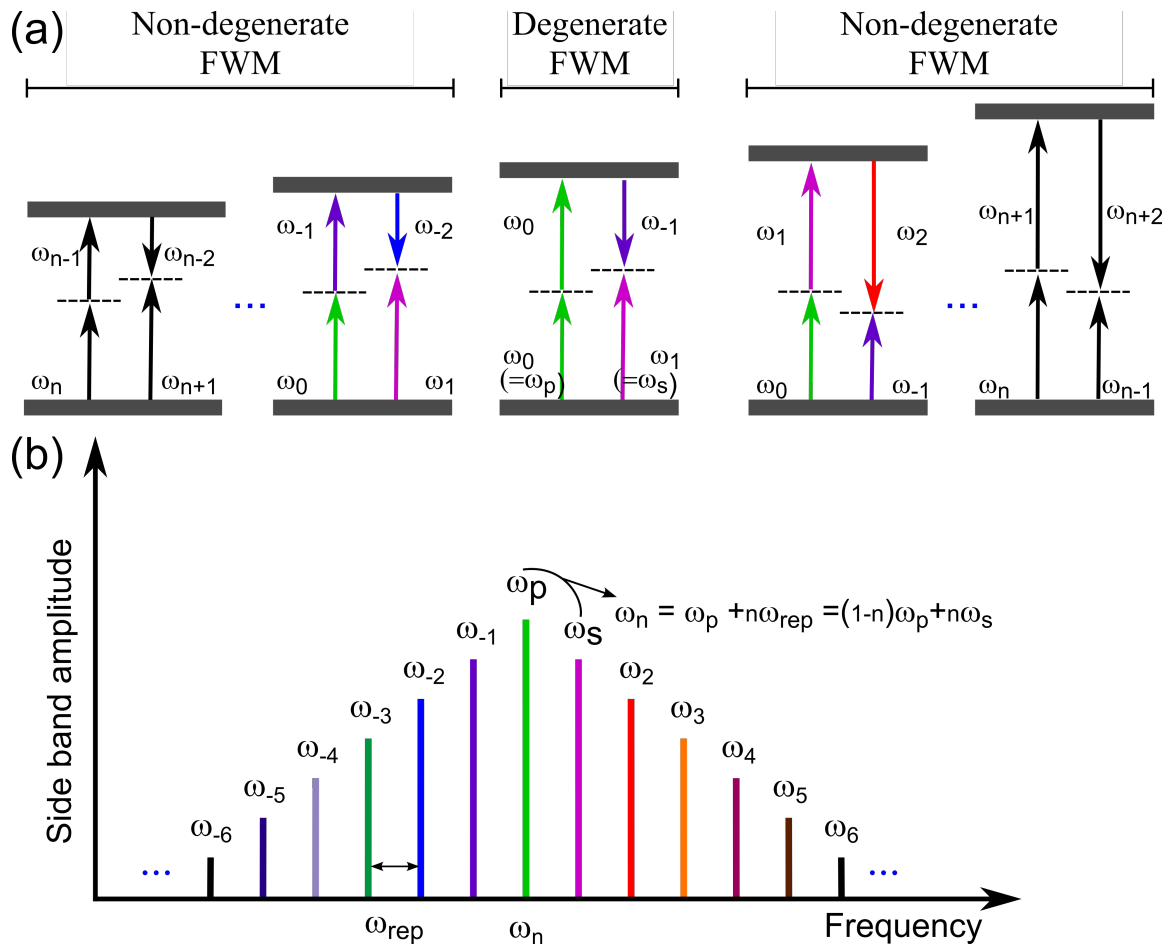 (a)
Non-degenerate
FWM
Degenerate
FWM
Non-degenerate
FWM
ωn-1
ωn-2
ωn
ωn+1
...
ω-1
ω-2
ω0
ω1
ω0
ω-1
ω0
(=ωp)
ω1
(=ωs)
ω1
ω2
ω0
ω-1
...
ωn+1
ωn+2
ωn
ωn-1
(b)
Side band amplitude
ωp
ωs
ωn = ωp +nωrep =(1-n)ωp+nωs
ω-1
ω-2
ω2
ω-3
ω3
ω-4
ω4
ω-5
ω5
ω-6
ω6
...
...
ωrep
ωn
Frequency